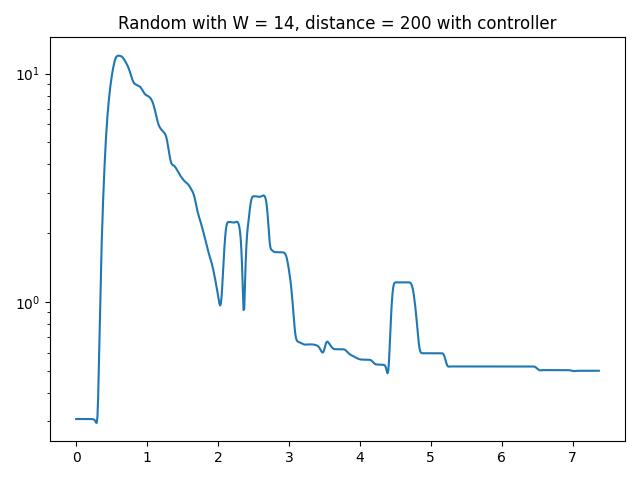 Random with W = 14, distance = 200 with controller
10¹
10⁰
0 1 2 3 4 5 6 7